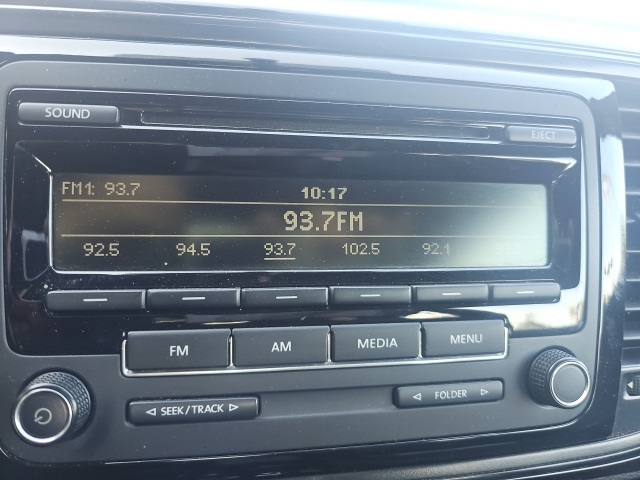 SOUND
EJECT
FM1: 93.7 10:17
93.7FM
92.5 94.5 93.7 102.5 92.1
FM AM MEDIA MENU
SEEK/TRACK FOLDER